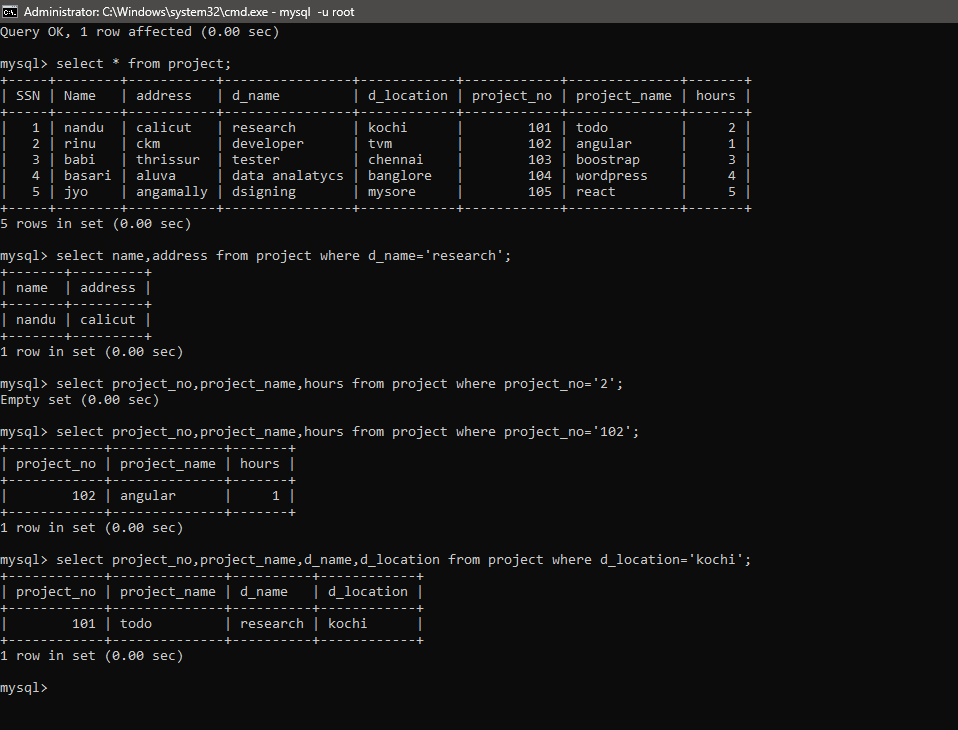 Administrator: C:\Windows\system32\cmd.exe - mysql  -u root
Query OK, 1 row affected (0.00 sec)

mysql> select * from project;
+-----+--------+-----------+----------------+------------+------------+--------------+-------+
| SSN | Name   | address   | d_name         | d_location | project_no | project_name | hours |
+-----+--------+-----------+----------------+------------+------------+--------------+-------+
|   1 | nandu  | calicut   | research       | kochi      |        101 | todo         |     2 |
|   2 | rinu   | ckm       | developer      | tvm        |        102 | angular      |     1 |
|   3 | babi   | thrissur  | tester         | chennai    |        103 | boostrap     |     3 |
|   4 | basari | aluva     | data analatycs | banglore   |        104 | wordpress    |     4 |
|   5 | jyo    | angamally | dsigning       | mysore     |        105 | react        |     5 |
+-----+--------+-----------+----------------+------------+------------+--------------+-------+
5 rows in set (0.00 sec)

mysql> select name,address from project where d_name='research';
+-------+---------+
| name  | address |
+-------+---------+
| nandu | calicut |
+-------+---------+
1 row in set (0.00 sec)

mysql> select project_no,project_name,hours from project where project_no='2';
Empty set (0.00 sec)

mysql> select project_no,project_name,hours from project where project_no='102';
+------------+--------------+-------+
| project_no | project_name | hours |
+------------+--------------+-------+
|        102 | angular      |     1 |
+------------+--------------+-------+
1 row in set (0.00 sec)

mysql> select project_no,project_name,d_name,d_location from project where d_location='kochi';
+------------+--------------+----------+------------+
| project_no | project_name | d_name   | d_location |
+------------+--------------+----------+------------+
|        101 | todo         | research | kochi      |
+------------+--------------+----------+------------+
1 row in set (0.00 sec)

mysql>